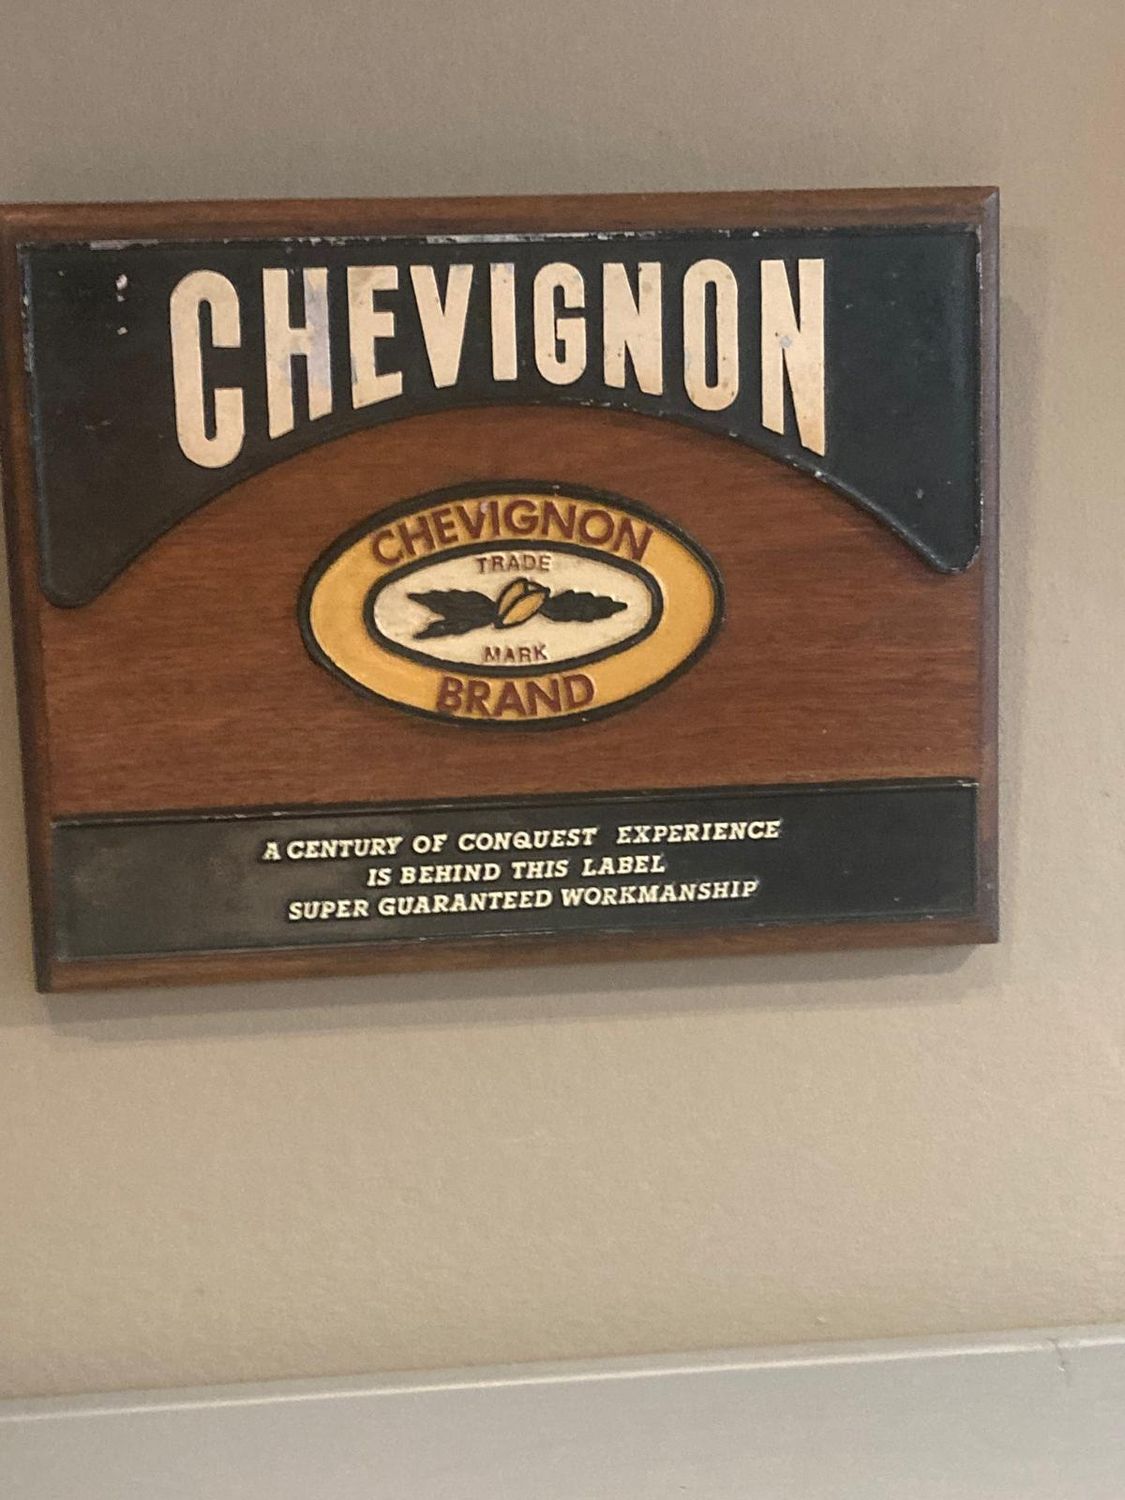 CHEVIGNON
CHEVIGNON
TRADE
MARK
BRAND
A CENTURY OF CONQUEST EXPERIENCE
IS BEHIND THIS LABEL
SUPER GUARANTEED WORKMANSHIP